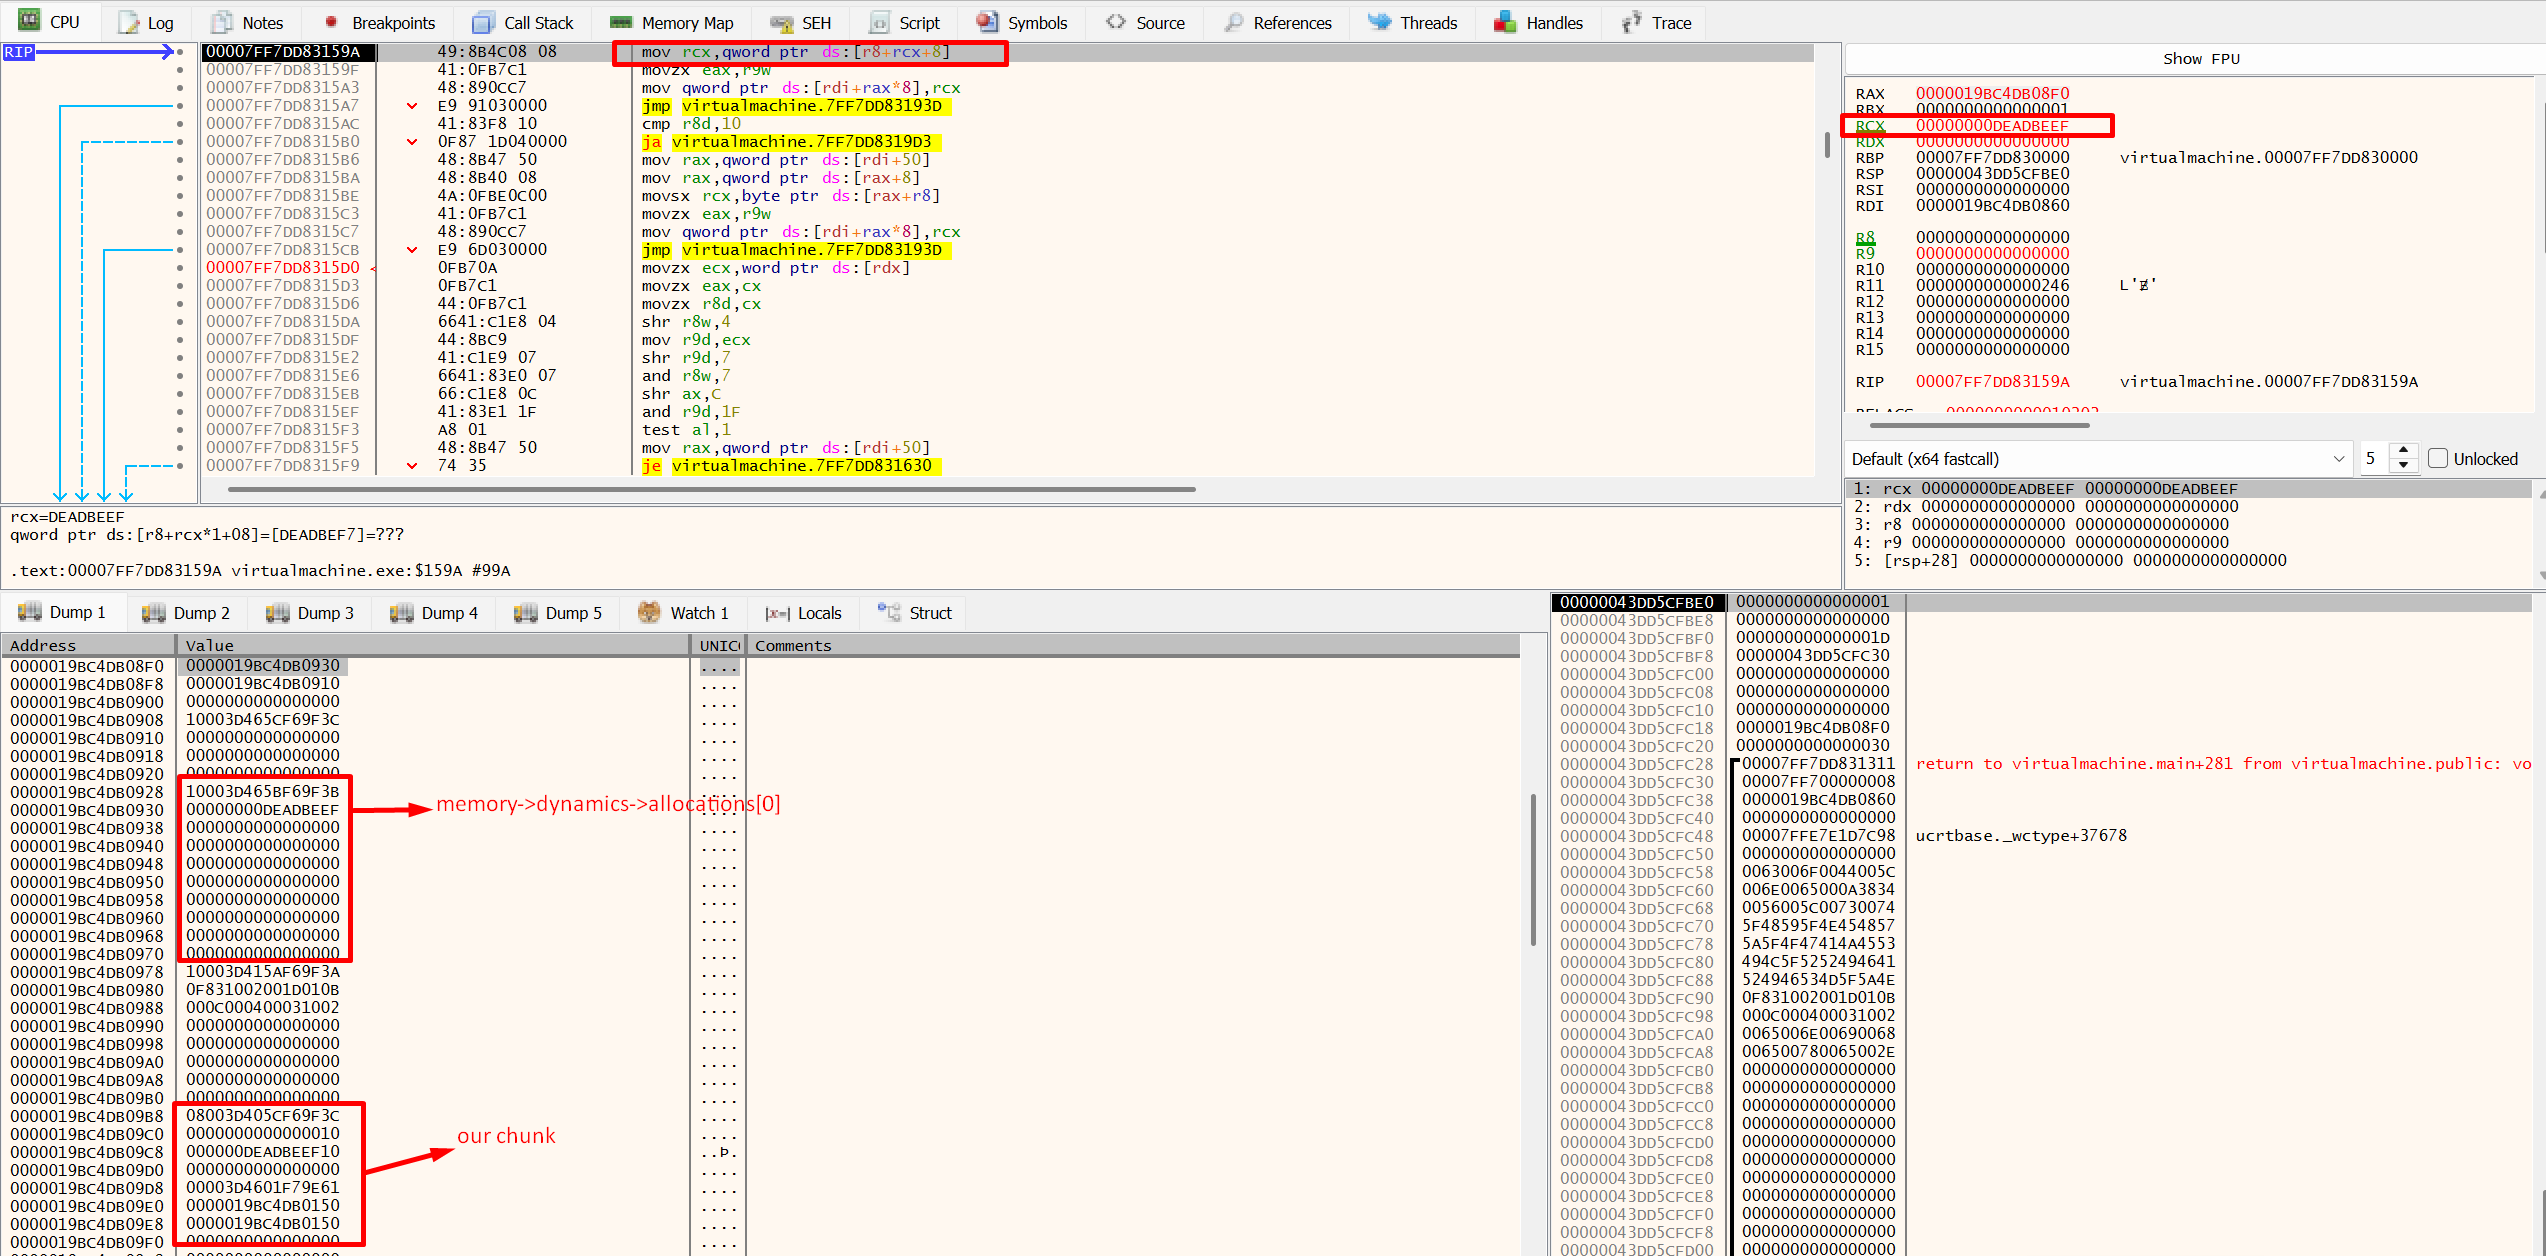 CPU Log Notes Breakpoints Call Stack Memory Map SEH Script Symbols Source References Threads Handles Trace
RIP 00007FF7DD83159A 49:8B4C08 08 mov rcx,qword ptr ds:[r8+rcx+8]
00007FF7DD83159F 41:0FB7C1 movzx eax,r9w
00007FF7DD8315A3 48:890CC7 mov qword ptr ds:[rdi+rax*8],rcx
00007FF7DD8315A7 E9 91030000 jmp virtualmachine.7FF7DD83193D
00007FF7DD8315AC 41:83F8 10 cmp r8d,10
00007FF7DD8315B0 0F87 1D040000 ja virtualmachine.7FF7DD8319D3
00007FF7DD8315B6 48:8B47 50 mov rax,qword ptr ds:[rdi+50]
00007FF7DD8315BA 48:8B40 08 mov rax,qword ptr ds:[rax+8]
00007FF7DD8315BE 4A:0FBE0C00 movsx rcx,byte ptr ds:[rax+r8]
00007FF7DD8315C3 41:0FB7C1 movzx eax,r9w
00007FF7DD8315C7 48:890CC7 mov qword ptr ds:[rdi+rax*8],rcx
00007FF7DD8315CB E9 6D030000 jmp virtualmachine.7FF7DD83193D
00007FF7DD8315D0 0FB70A movzx ecx,word ptr ds:[rdx]
00007FF7DD8315D3 0FB7C1 movzx eax,cx
00007FF7DD8315D6 44:0FB7C1 movzx r8d,cx
00007FF7DD8315DA 6641:C1E8 04 shr r8w,4
00007FF7DD8315DF 44:8BC9 mov r9d,ecx
00007FF7DD8315E2 41:C1E9 07 shr r9d,7
00007FF7DD8315E6 6641:83E0 07 and r8w,7
00007FF7DD8315EB 66:C1E8 0C shr ax,C
00007FF7DD8315EF 41:83E1 1F and r9d,1F
00007FF7DD8315F3 A8 01 test al,1
00007FF7DD8315F5 48:8B47 50 mov rax,qword ptr ds:[rdi+50]
00007FF7DD8315F9 74 35 je virtualmachine.7FF7DD831630
Show FPU
RAX 0000019BC4DB08F0
RBX 0000000000000001
RCX 00000000DEADBEEF
RDX 0000000000000000
RBP 00007FF7DD830000 virtualmachine.00007FF7DD830000
RSP 00000043DD5CFBE0
RSI 0000000000000000
RDI 0000019BC4DB0860
R8 0000000000000000
R9 0000000000000000
R10 0000000000000000
R11 0000000000000246
R12 0000000000000000
R13 0000000000000000
R14 0000000000000000
R15 0000000000000000
RIP 00007FF7DD83159A virtualmachine.00007FF7DD83159A
Default (x64 fastcall) 5 Unlocked
1: rcx 00000000DEADBEEF 00000000DEADBEEF
2: rdx 0000000000000000 0000000000000000
3: r8 0000000000000000 0000000000000000
4: r9 0000000000000000 0000000000000000
5: [rsp+28] 0000000000000000 0000000000000000
rcx=DEADBEEF
qword ptr ds:[r8+rcx*1+08]=[DEADBEF7]=???
.text:00007FF7DD83159A virtualmachine.exe:$159A #99A
Dump 1 Dump 2 Dump 3 Dump 4 Dump 5 Watch 1 Locals Struct
Address Value UNIC Comments
0000019BC4DB08F0 0000019BC4DB0930 ....
0000019BC4DB08F8 0000019BC4DB0910 ....
0000019BC4DB0900 0000000000000000 ....
0000019BC4DB0908 10003D465CF69F3C ....
0000019BC4DB0910 0000000000000000 ....
0000019BC4DB0918 0000000000000000 ....
0000019BC4DB0920 0000000000000000 ....
0000019BC4DB0928 10003D465BF69F3B ....
memory->dynamics->allocations[0]
0000019BC4DB0930 00000000DEADBEEF ....
0000019BC4DB0938 0000000000000000 ....
0000019BC4DB0940 0000000000000000 ....
0000019BC4DB0948 0000000000000000 ....
0000019BC4DB0950 0000000000000000 ....
0000019BC4DB0958 0000000000000000 ....
0000019BC4DB0960 0000000000000000 ....
0000019BC4DB0968 0000000000000000 ....
0000019BC4DB0970 0000000000000000 ....
0000019BC4DB0978 10003D415AF69F3A ....
0000019BC4DB0980 0F831002001D010B ....
0000019BC4DB0988 000C000400031002 ....
0000019BC4DB0990 0000000000000000 ....
0000019BC4DB0998 0000000000000000 ....
0000019BC4DB09A0 0000000000000000 ....
0000019BC4DB09A8 0000000000000000 ....
0000019BC4DB09B0 0000000000000000 ....
0000019BC4DB09B8 08003D405CF69F3C ....
0000019BC4DB09C0 0000000000000010 ....
our chunk
0000019BC4DB09C8 000000DEADBEEF10 ..Þ.
0000019BC4DB09D0 0000000000000000 ....
0000019BC4DB09D8 00003D4601F79E61 ....
0000019BC4DB09E0 0000019BC4DB0150 ....
0000019BC4DB09E8 0000019BC4DB0150 ....
0000019BC4DB09F0 0000000000000000 ....
00000043DD5CFBE0 0000000000000001
00000043DD5CFBE8 0000000000000000
00000043DD5CFBF0 000000000000001D
00000043DD5CFBF8 00000043DD5CFC30
00000043DD5CFC00 0000000000000000
00000043DD5CFC08 0000000000000000
00000043DD5CFC10 0000000000000000
00000043DD5CFC18 0000019BC4DB08F0
00000043DD5CFC20 0000000000000030
00000043DD5CFC28 00007FF7DD831311 return to virtualmachine.main+281 from virtualmachine.public: vo
00000043DD5CFC30 00007FF700000008
00000043DD5CFC38 0000019BC4DB0860
00000043DD5CFC40 0000000000000000
00000043DD5CFC48 00007FFE7E1D7C98 ucrtbase._wctype+37678
00000043DD5CFC50 0000000000000000
00000043DD5CFC58 0063006F0044005C
00000043DD5CFC60 006E0065000A3834
00000043DD5CFC68 0056005C00730074
00000043DD5CFC70 5F48595F4E454857
00000043DD5CFC78 5A5F4F47414A4553
00000043DD5CFC80 494C5F5252494641
00000043DD5CFC88 524946534D5F5A4E
00000043DD5CFC90 0F831002001D010B
00000043DD5CFC98 000C000400031002
00000043DD5CFCA0 0065006E00690068
00000043DD5CFCA8 006500780065002E
00000043DD5CFCB0 0000000000000000
00000043DD5CFCB8 0000000000000000
00000043DD5CFCC0 0000000000000000
00000043DD5CFCC8 0000000000000000
00000043DD5CFCD0 0000000000000000
00000043DD5CFCD8 0000000000000000
00000043DD5CFCE0 0000000000000000
00000043DD5CFCE8 0000000000000000
00000043DD5CFCF0 0000000000000000
00000043DD5CFCF8 0000000000000000
00000043DD5CFD00 0000000000000000